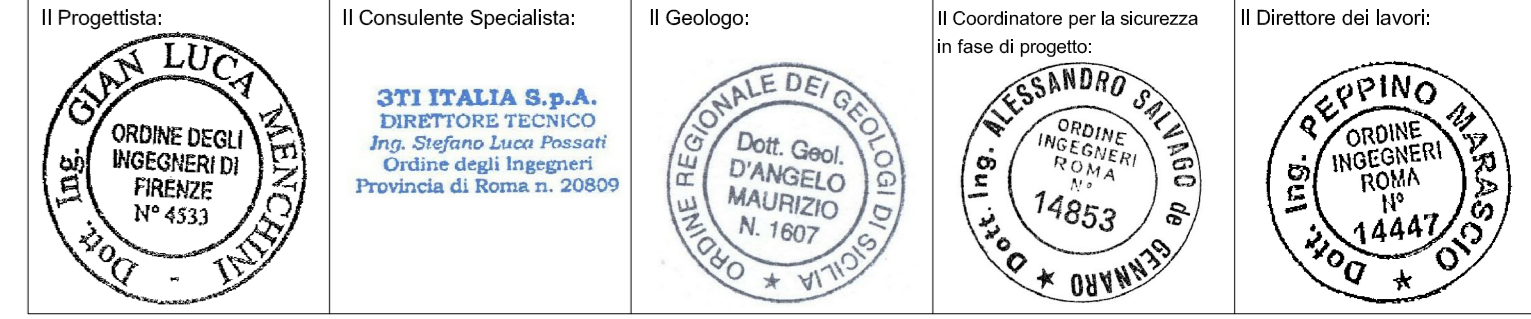 Il Progettista:
Dott. Ing. GIAN LUCA MENCHINI -
ORDINE DEGLI
INGEGNERI DI
FIRENZE
N° 4533
Il Consulente Specialista:
3TI ITALIA S.p.A.
DIRETTORE TECNICO
Ing. Stefano Luca Possati
Ordine degli Ingegneri
Provincia di Roma n. 20809
Il Geologo:
ORDINE REGIONALE DEI GEOLOGI DI SICILIA ★
Dott. Geol.
D'ANGELO
MAURIZIO
N. 1607
Il Coordinatore per la sicurezza
in fase di progetto:
Dott. Ing. ALESSANDRO SALVAGO de GENNARO ★
ORDINE
INGEGNERI
ROMA
N°
14853
Il Direttore dei lavori:
Dott. Ing. PEPPINO MARASCIO ★
ORDINE
INGEGNERI
ROMA
N°
14447